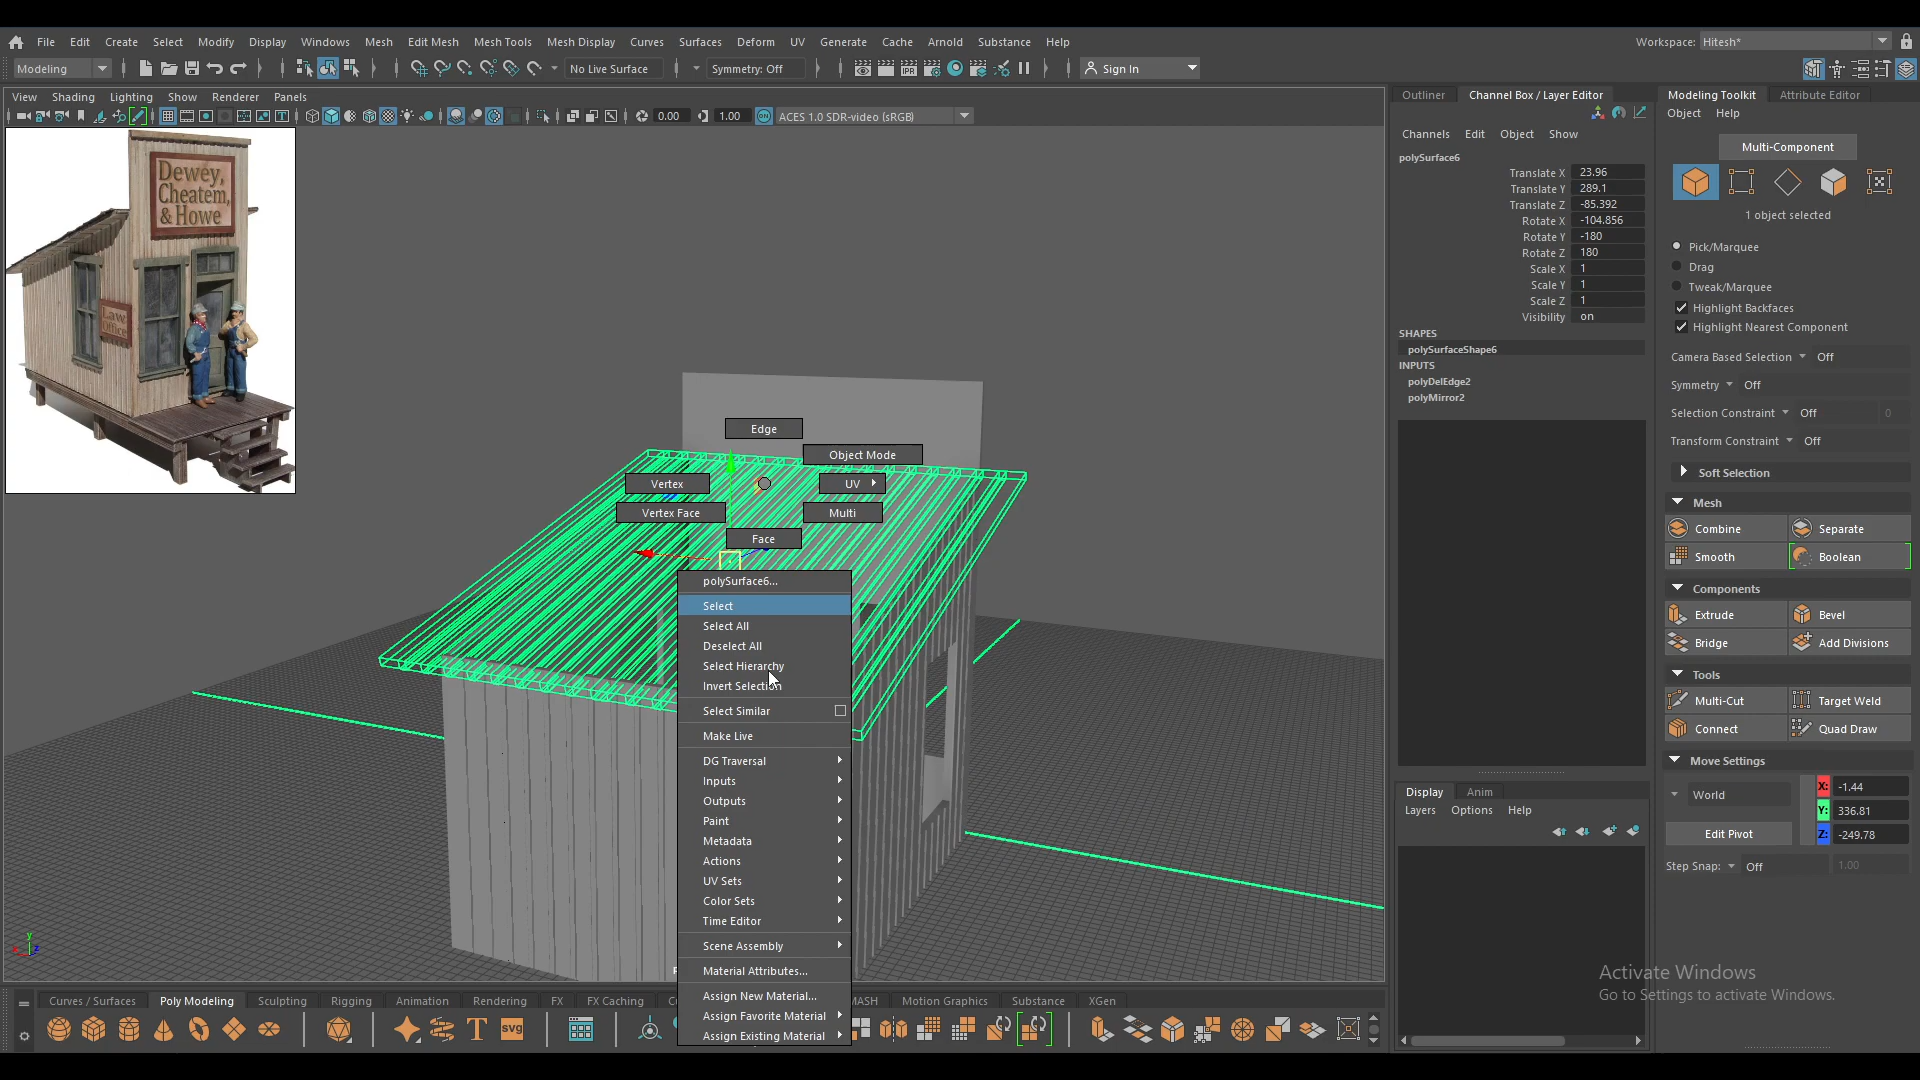 File Edit Create Select Modify Display Windows Mesh Edit Mesh Mesh Tools Mesh Display Curves Surfaces Deform UV Generate Cache Arnold Substance Help
Workspace: Hitesh*
Modeling
No Live Surface
Symmetry: Off
Sign In
View Shading Lighting Show Renderer Panels
0.00
1.00
ACES 1.0 SDR-video (sRGB)
Dewey,
Cheatem,
& Howe
Law
Office
Edge
Object Mode
Vertex
UV
Vertex Face
Multi
Face
polySurface6...
Select
Select All
Deselect All
Select Hierarchy
Invert Selection
Select Similar
Make Live
DG Traversal
Inputs
Outputs
Paint
Metadata
Actions
UV Sets
Color Sets
Time Editor
Scene Assembly
Material Attributes...
Assign New Material...
Assign Favorite Material
Assign Existing Material
Outliner Channel Box / Layer Editor
Channels Edit Object Show
polySurface6
Translate X 23.96
Translate Y 289.1
Translate Z -85.392
Rotate X -104.856
Rotate Y -180
Rotate Z 180
Scale X 1
Scale Y 1
Scale Z 1
Visibility on
SHAPES
polySurfaceShape6
INPUTS
polyDelEdge2
polyMirror2
Display Anim
Layers Options Help
Modeling Toolkit Attribute Editor
Object Help
Multi-Component
1 object selected
Pick/Marquee
Drag
Tweak/Marquee
Highlight Backfaces
Highlight Nearest Component
Camera Based Selection Off
Symmetry Off
Selection Constraint Off 0
Transform Constraint Off
Soft Selection
Mesh
Combine Separate
Smooth Boolean
Components
Extrude Bevel
Bridge Add Divisions
Tools
Multi-Cut Target Weld
Connect Quad Draw
Move Settings
World
X: -1.44
Y: 336.81
Edit Pivot
Z: -249.78
Step Snap: Off 1.00
Activate Windows
Go to Settings to activate Windows.
Curves / Surfaces Poly Modeling Sculpting Rigging Animation Rendering FX FX Caching MASH Motion Graphics Substance XGen
svg
y